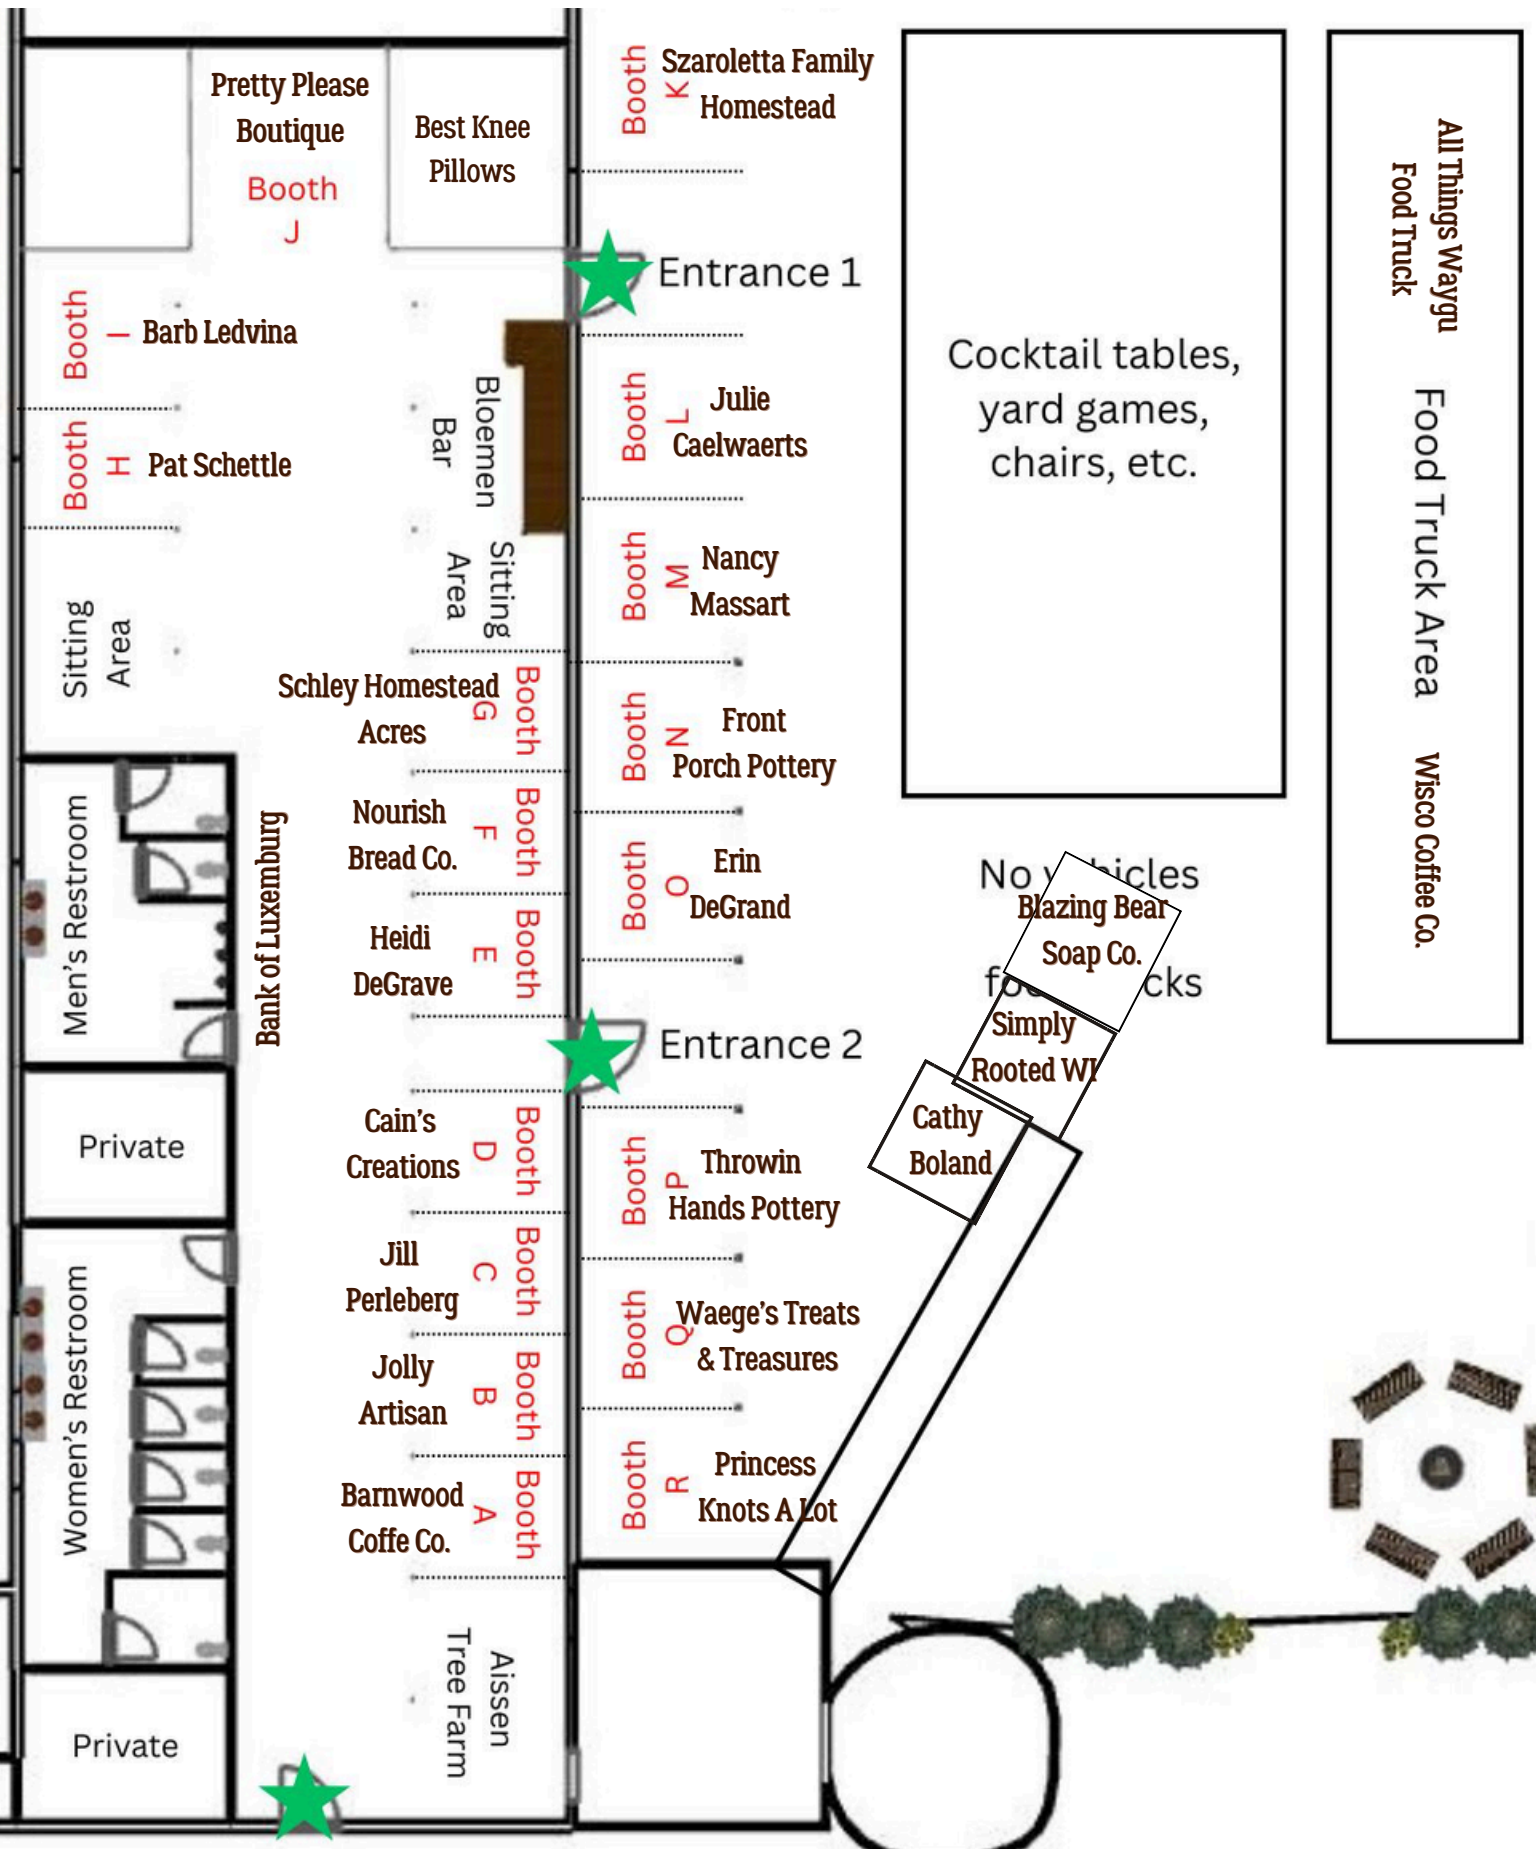 Pretty Please
Boutique
Booth
J
Best Knee
Pillows
Booth
K
Szaroletta Family
Homestead
Entrance 1
Booth
I
Barb Ledvina
Booth
H
Pat Schettle
Bloemen
Bar
Sitting
Area
Sitting
Area
Booth
L
Julie
Caelwaerts
Booth
M
Nancy
Massart
Booth
N
Front
Porch Pottery
Booth
O
Erin
DeGrand
Schley Homestead
Acres
G
Booth
Nourish
Bread Co.
F
Booth
Heidi
DeGrave
E
Booth
Men's Restroom
Bank of Luxemburg
Entrance 2
Private
Cain's
Creations
D
Booth
Jill
Perleberg
C
Booth
Jolly
Artisan
B
Booth
Barnwood
Coffe Co.
A
Booth
Women's Restroom
Private
Aissen
Tree Farm
Booth
P
Throwin
Hands Pottery
Booth
Q
Waege's Treats
& Treasures
Booth
R
Princess
Knots A Lot
Cocktail tables,
yard games,
chairs, etc.
All Things Waygu
Food Truck
Food Truck Area
Wisco Coffee Co.
No
Blazing Bear
Soap Co.
Simply
Rooted WI
Cathy
Boland